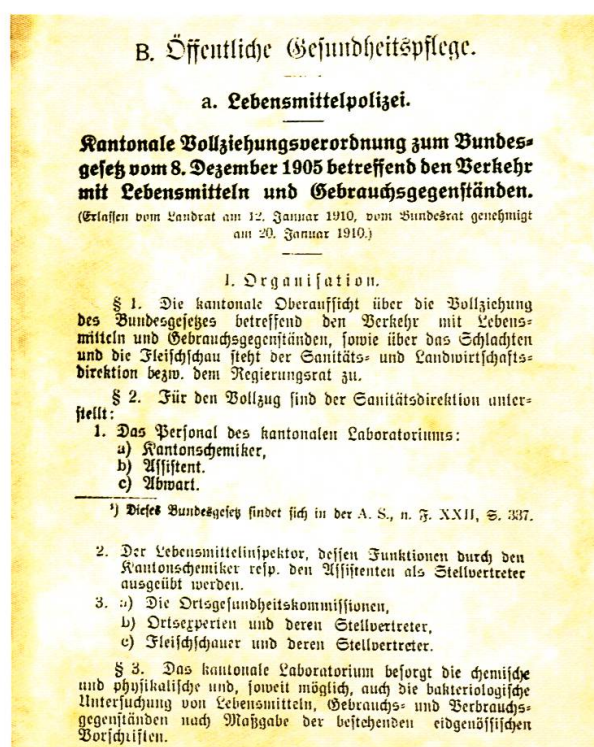 B. Öffentliche Gesundheitspflege.
a. Lebensmittelpolizei.
Kantonale Vollziehungsverordnung zum Bundes-
gesetz vom 8. Dezember 1905 betreffend den Verkehr
mit Lebensmitteln und Gebrauchsgegenständen.
(Erlassen vom Landrat am 12. Januar 1910, vom Bundesrat genehmigt
am 20. Januar 1910.)
I. Organisation.
§ 1. Die kantonale Oberaufsicht über die Vollziehung
des Bundesgesetzes betreffend den Verkehr mit Lebens-
mitteln und Gebrauchsgegenständen, sowie über das Schlachten
und die Fleischschau steht der Sanitäts- und Landwirtschafts-
direktion bezw. dem Regierungsrat zu.
§ 2. Für den Vollzug sind der Sanitätsdirektion unter-
stellt:
1. Das Personal des kantonalen Laboratoriums:
a) Kantonschemiker,
b) Assistent.
c) Abwart.
¹) Dieses Bundesgesetz findet sich in der A. S., n. F. XXII, S. 337.
2. Der Lebensmittelinspektor, dessen Funktionen durch den
Kantonschemiker resp. den Assistenten als Stellvertreter
ausgeübt werden.
3. a) Die Ortsgesundheitskommissionen,
b) Ortsexperten und deren Stellvertreter,
c) Fleischschauer und deren Stellvertreter.
§ 3. Das kantonale Laboratorium besorgt die chemische
und physikalische und, soweit möglich, auch die bakteriologische
Untersuchung von Lebensmitteln, Gebrauchs- und Verbrauchs-
gegenständen nach Maßgabe der bestehenden eidgenössischen
Vorschriften.